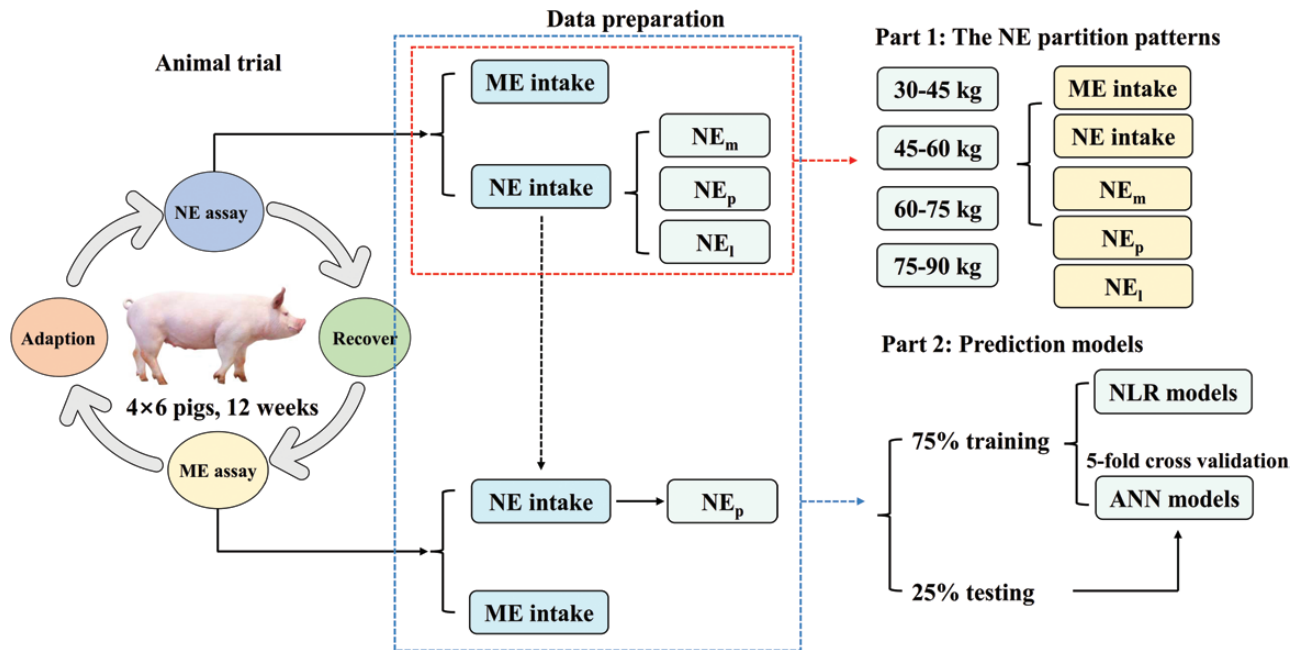 Data preparation
Animal trial
NE assay
Adaption
Recover
4×6 pigs, 12 weeks
ME assay
ME intake
NE intake
NEm
NEp
NEl
NE intake
NEp
ME intake
Part 1: The NE partition patterns
30-45 kg
45-60 kg
60-75 kg
75-90 kg
ME intake
NE intake
NEm
NEp
NEl
Part 2: Prediction models
75% training
NLR models
5-fold cross validation
ANN models
25% testing